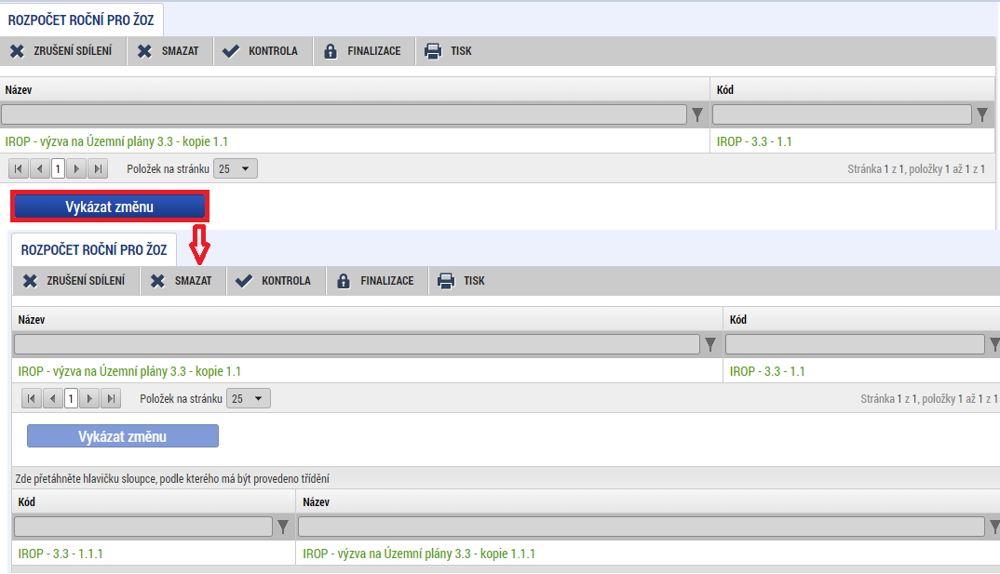 ROZPOČET ROČNÍ PRO ŽOZ
ZRUŠENÍ SDÍLENÍ SMAZAT KONTROLA FINALIZACE TISK
Název Kód
IROP - výzva na Územní plány 3.3 - kopie 1.1 IROP - 3.3 - 1.1
1 Položek na stránku 25 Stránka 1 z 1, položky 1 až 1 z 1
Vykázat změnu
ROZPOČET ROČNÍ PRO ŽOZ
ZRUŠENÍ SDÍLENÍ SMAZAT KONTROLA FINALIZACE TISK
Název Kód
IROP - výzva na Územní plány 3.3 - kopie 1.1 IROP - 3.3 - 1.1
1 Položek na stránku 25 Stránka 1 z 1, položky 1 až 1 z 1
Vykázat změnu
Zde přetáhněte hlavičku sloupce, podle kterého má být provedeno třídění
Kód Název
IROP - 3.3 - 1.1.1 IROP - výzva na Územní plány 3.3 - kopie 1.1.1